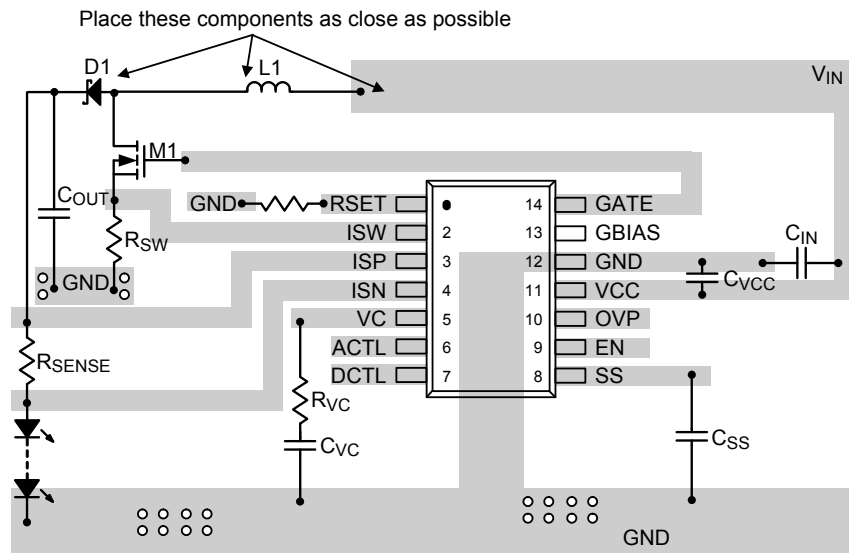 Place these components as close as possible
D1
L1
VIN
M1
COUT
GND
RSET
14
GATE
RSW
ISW
2
13
GBIAS
CIN
ISP
3
12
GND
GND
ISN
4
11
VCC
CVCC
VC
5
10
OVP
RSENSE
ACTL
6
9
EN
DCTL
7
8
SS
RVC
CVC
CSS
GND